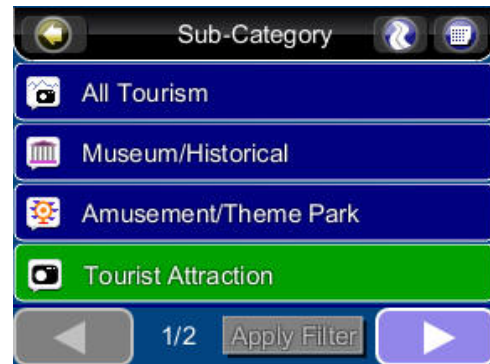 Sub-Category
All Tourism
Museum/Historical
Amusement/Theme Park
Tourist Attraction
1/2 Apply Filter